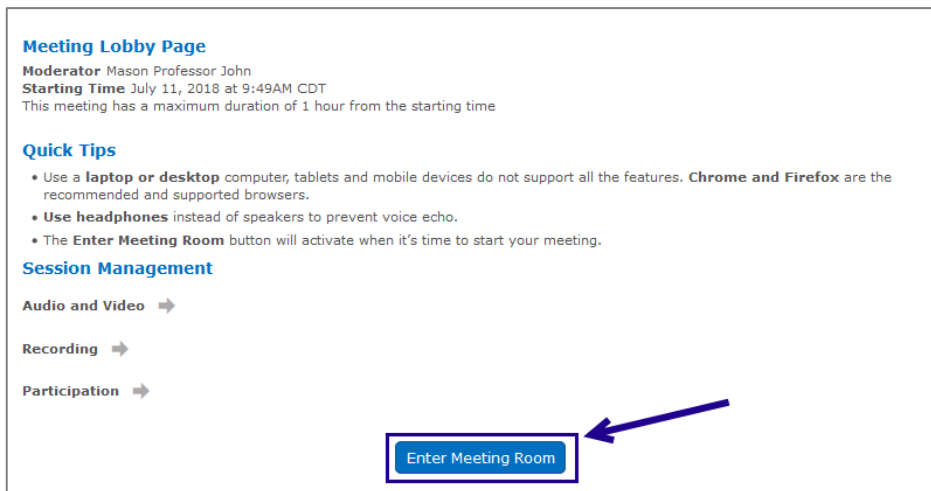 Meeting Lobby Page
Moderator Mason Professor John
Starting Time July 11, 2018 at 9:49AM CDT
This meeting has a maximum duration of 1 hour from the starting time
Quick Tips
• Use a laptop or desktop computer, tablets and mobile devices do not support all the features. Chrome and Firefox are the
recommended and supported browsers.
• Use headphones instead of speakers to prevent voice echo.
• The Enter Meeting Room button will activate when it's time to start your meeting.
Session Management
Audio and Video
Recording
Participation
Enter Meeting Room